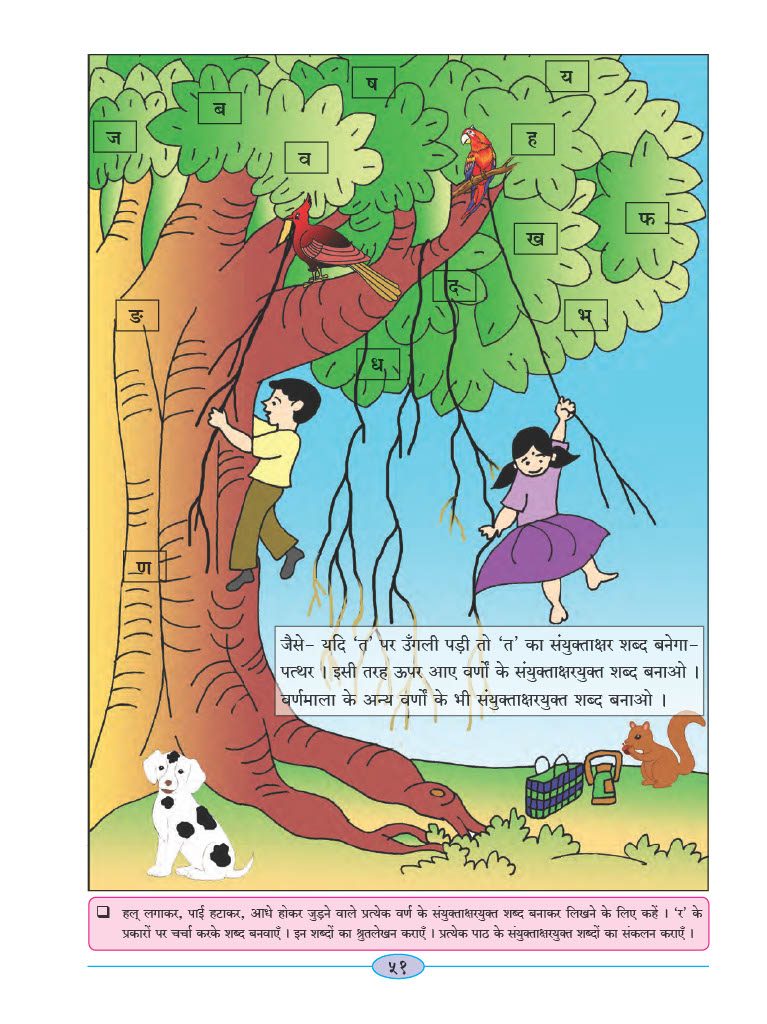 ष
य
ब
ज
ह
व
फ
ख
द
ङ
भ
ध
ण
जैसे– यदि ‘त’ पर उँगली पड़ी तो ‘त’ का संयुक्ताक्षर शब्द बनेगा–
पत्थर । इसी तरह ऊपर आए वर्णों के संयुक्ताक्षरयुक्त शब्द बनाओ ।
वर्णमाला के अन्य वर्णों के भी संयुक्ताक्षरयुक्त शब्द बनाओ ।
❑ हल् लगाकर, पाई हटाकर, आधे होकर जुड़ने वाले प्रत्येक वर्ण के संयुक्ताक्षरयुक्त शब्द बनाकर लिखने के लिए कहें । ‘र’ के
प्रकारों पर चर्चा करके शब्द बनवाएँ । इन शब्दों का श्रुतलेखन कराएँ । प्रत्येक पाठ के संयुक्ताक्षरयुक्त शब्दों का संकलन कराएँ ।
५१